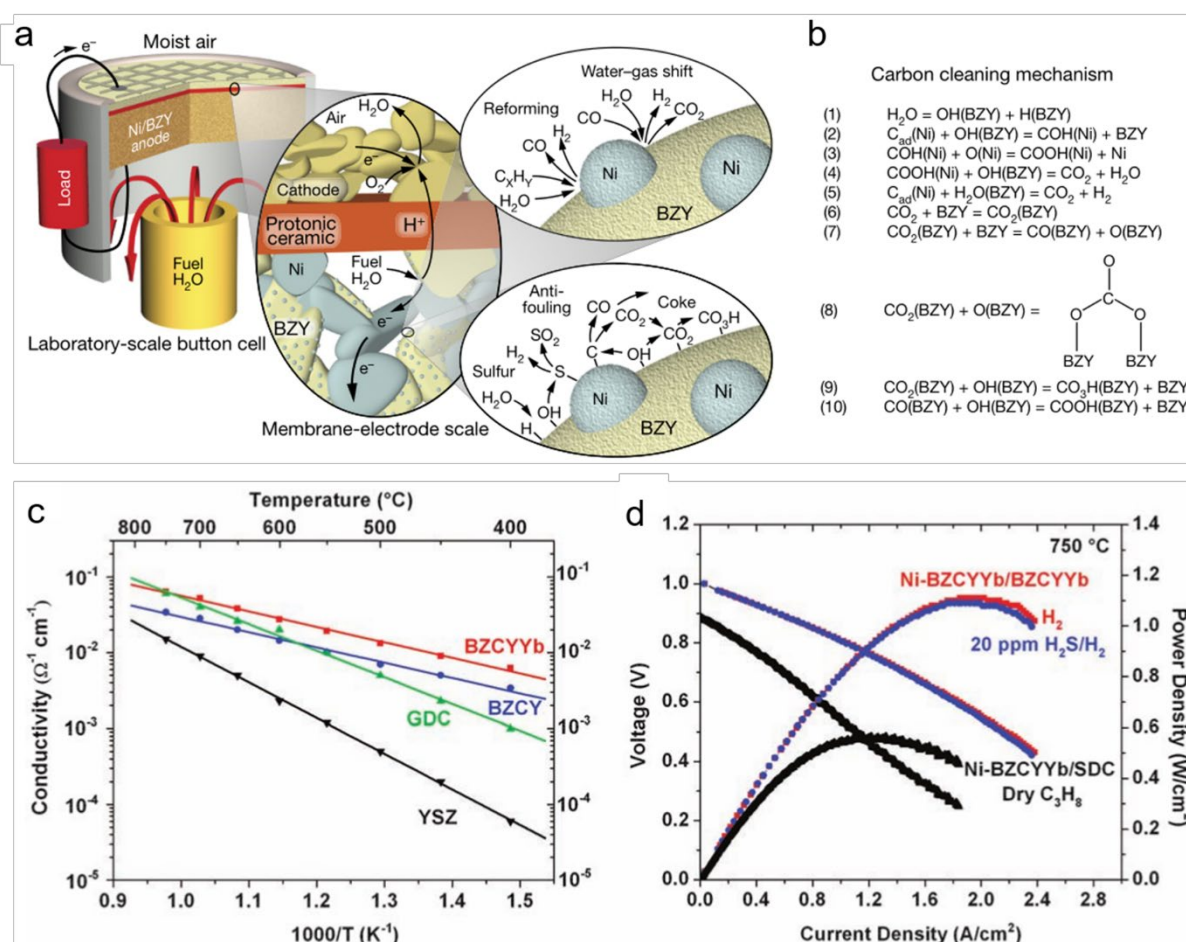 a
Moist air
e⁻
Ni/BZY
anode
Load
Fuel
H₂O
Laboratory-scale button cell
H₂O
Air
e⁻
O₂
Cathode
Protonic
ceramic
H⁺
Ni
Fuel
H₂O
BZY
e⁻
e⁻
Membrane-electrode scale
Water–gas shift
Reforming
H₂O
H₂
CO
CO₂
H₂
CO
CₓHᵧ
H₂O
Ni
Ni
BZY
Anti-
fouling
Coke
CO
CO₂
CO₃H
SO₂
C
CO₂
H₂
OH
S
Sulfur
H₂O
OH
H
Ni
Ni
BZY
b
Carbon cleaning mechanism
(1) H₂O = OH(BZY) + H(BZY)
(2) C_ad(Ni) + OH(BZY) = COH(Ni) + BZY
(3) COH(Ni) + O(Ni) = COOH(Ni) + Ni
(4) COOH(Ni) + OH(BZY) = CO₂ + H₂O
(5) C_ad(Ni) + H₂O(BZY) = CO₂ + H₂
(6) CO₂ + BZY = CO₂(BZY)
(7) CO₂(BZY) + BZY = CO(BZY) + O(BZY)
O
C
(8) CO₂(BZY) + O(BZY) = O O
BZY BZY
(9) CO₂(BZY) + OH(BZY) = CO₃H(BZY) + BZY
(10) CO(BZY) + OH(BZY) = COOH(BZY) + BZY
c
Temperature (°C)
800 700 600 500 400
Conductivity (Ω⁻¹ cm⁻¹)
10⁻¹
10⁻²
10⁻³
10⁻⁴
10⁻⁵
10⁻¹
10⁻²
10⁻³
10⁻⁴
10⁻⁵
BZCYYb
BZCY
GDC
YSZ
0.9 1.0 1.1 1.2 1.3 1.4 1.5
1000/T (K⁻¹)
d
750 °C
Voltage (V)
1.2
1.0
0.8
0.6
0.4
0.2
0.0
Ni-BZCYYb/BZCYYb
H₂
20 ppm H₂S/H₂
Ni-BZCYYb/SDC
Dry C₃H₈
1.4
1.2
1.0
0.8
0.6
0.4
0.2
0.0
Power Density (W/cm
0.0 0.4 0.8 1.2 1.6 2.0 2.4 2.8
Current Density (A/cm²)